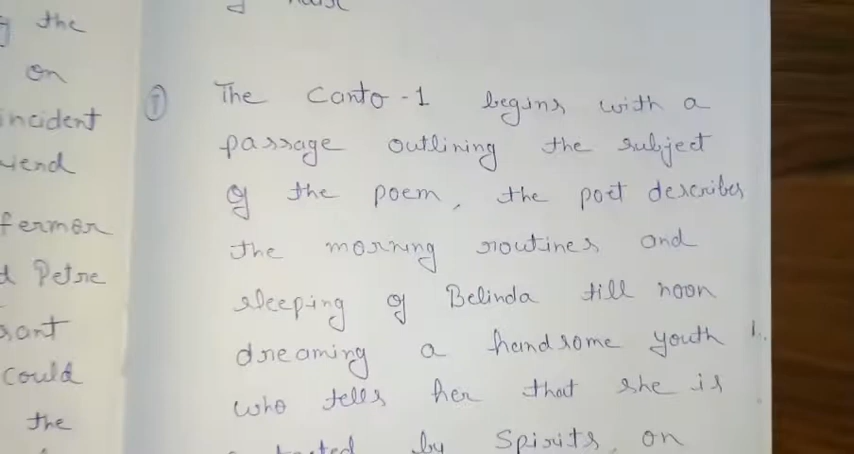 the
on
incident
fermor
Petre
could
the
① The Canto-1 begins with a
passage outlining the subject
of the poem, the poet describes
the morning routines and
sleeping of Belinda till noon
dreaming a handsome youth
who tells her that she is
by Spirits, on